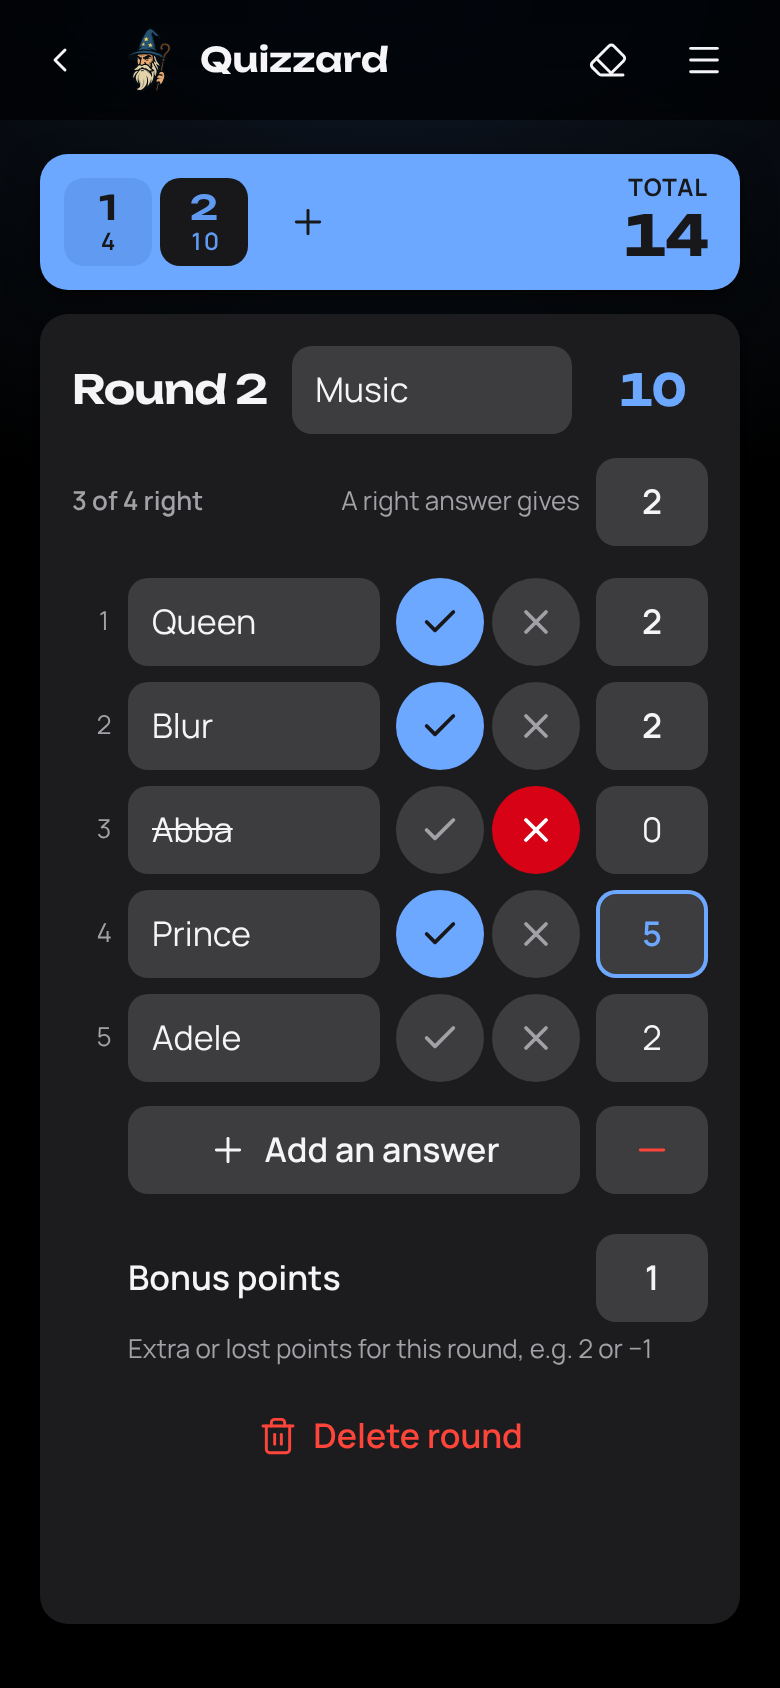 Quizzard
1
4
2
10
TOTAL
14
Round 2
Music
10
3 of 4 right
A right answer gives
2
1
Queen
2
2
Blur
2
3
Abba
0
4
Prince
5
5
Adele
2
Add an answer
Bonus points
1
Extra or lost points for this round, e.g. 2 or −1
Delete round